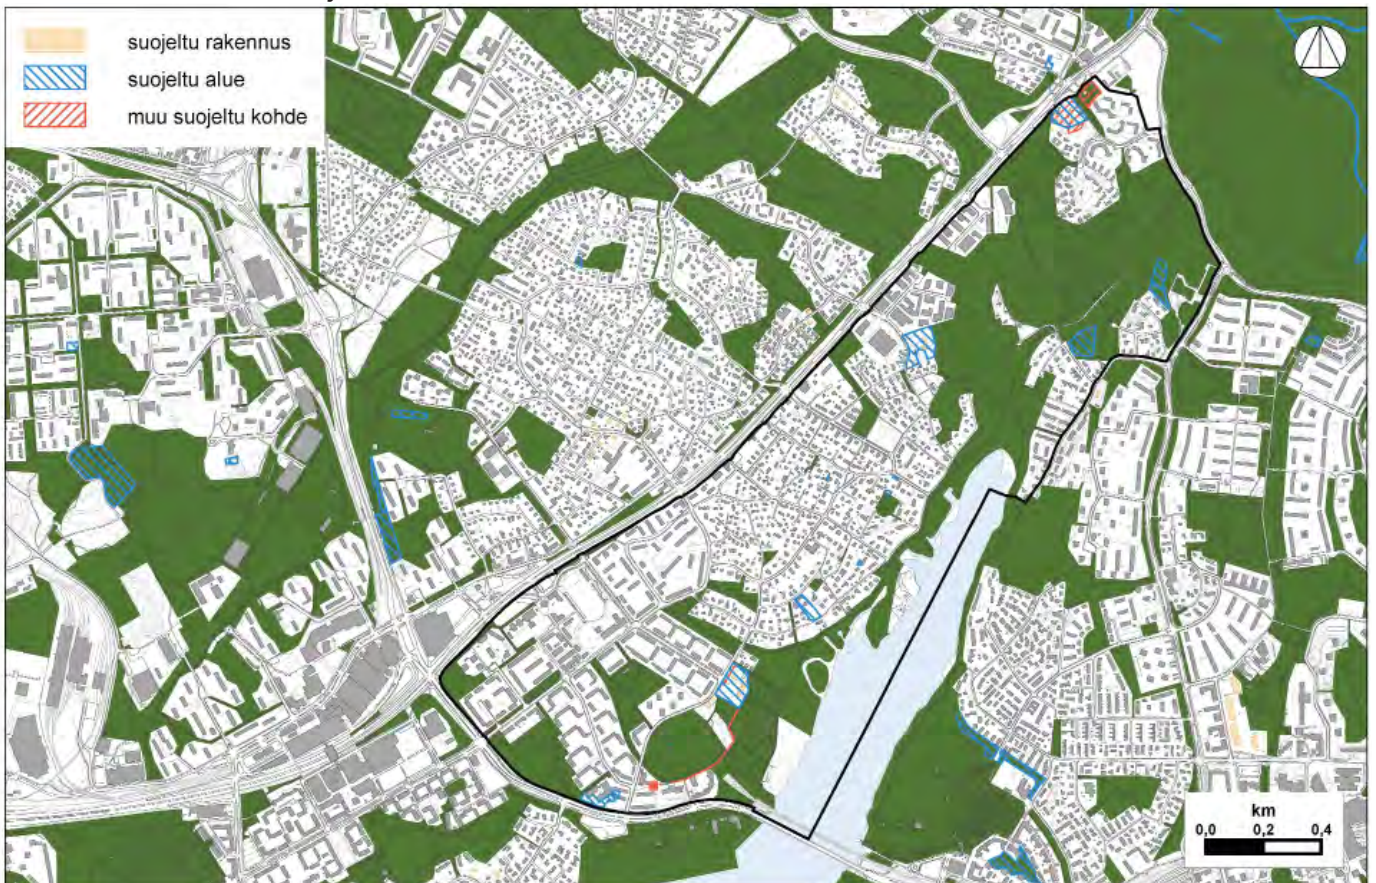 suojeltu rakennus
suojeltu alue
muu suojeltu kohde
km
0,0 0,2 0,4